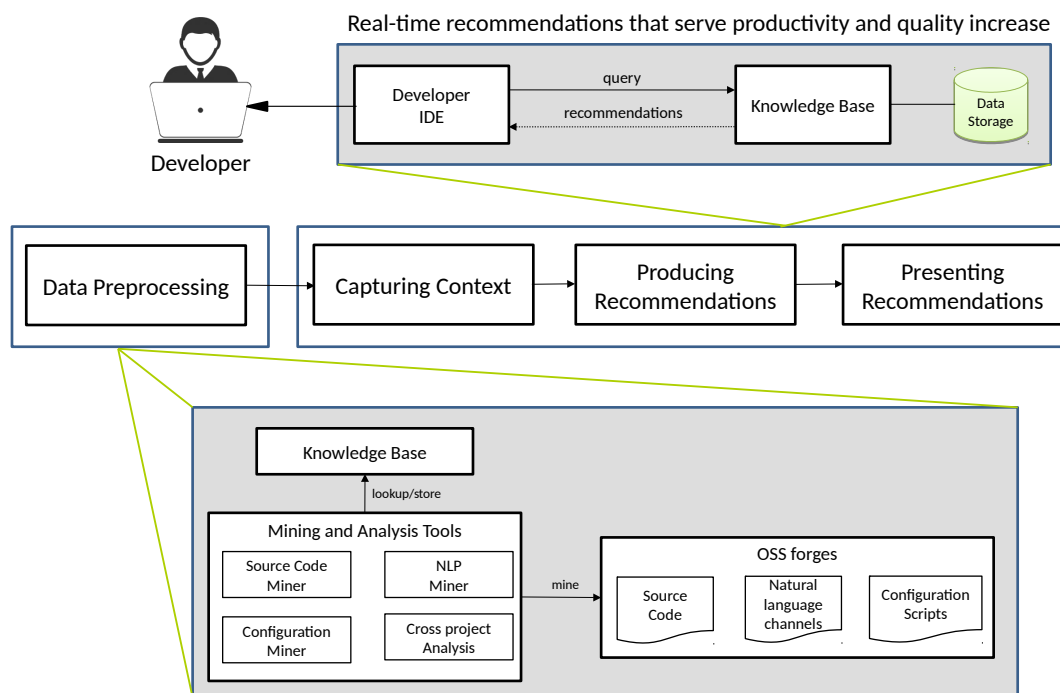 Real-time recommendations that serve productivity and quality increase
Developer
IDE
query
recommendations
Knowledge Base
Data
Storage
Developer
Data Preprocessing
Capturing Context
Producing
Recommendations
Presenting
Recommendations
Knowledge Base
lookup/store
Mining and Analysis Tools
Source Code
Miner
NLP
Miner
Configuration
Miner
Cross project
Analysis
mine
OSS forges
Source
Code
Natural
language
channels
Configuration
Scripts